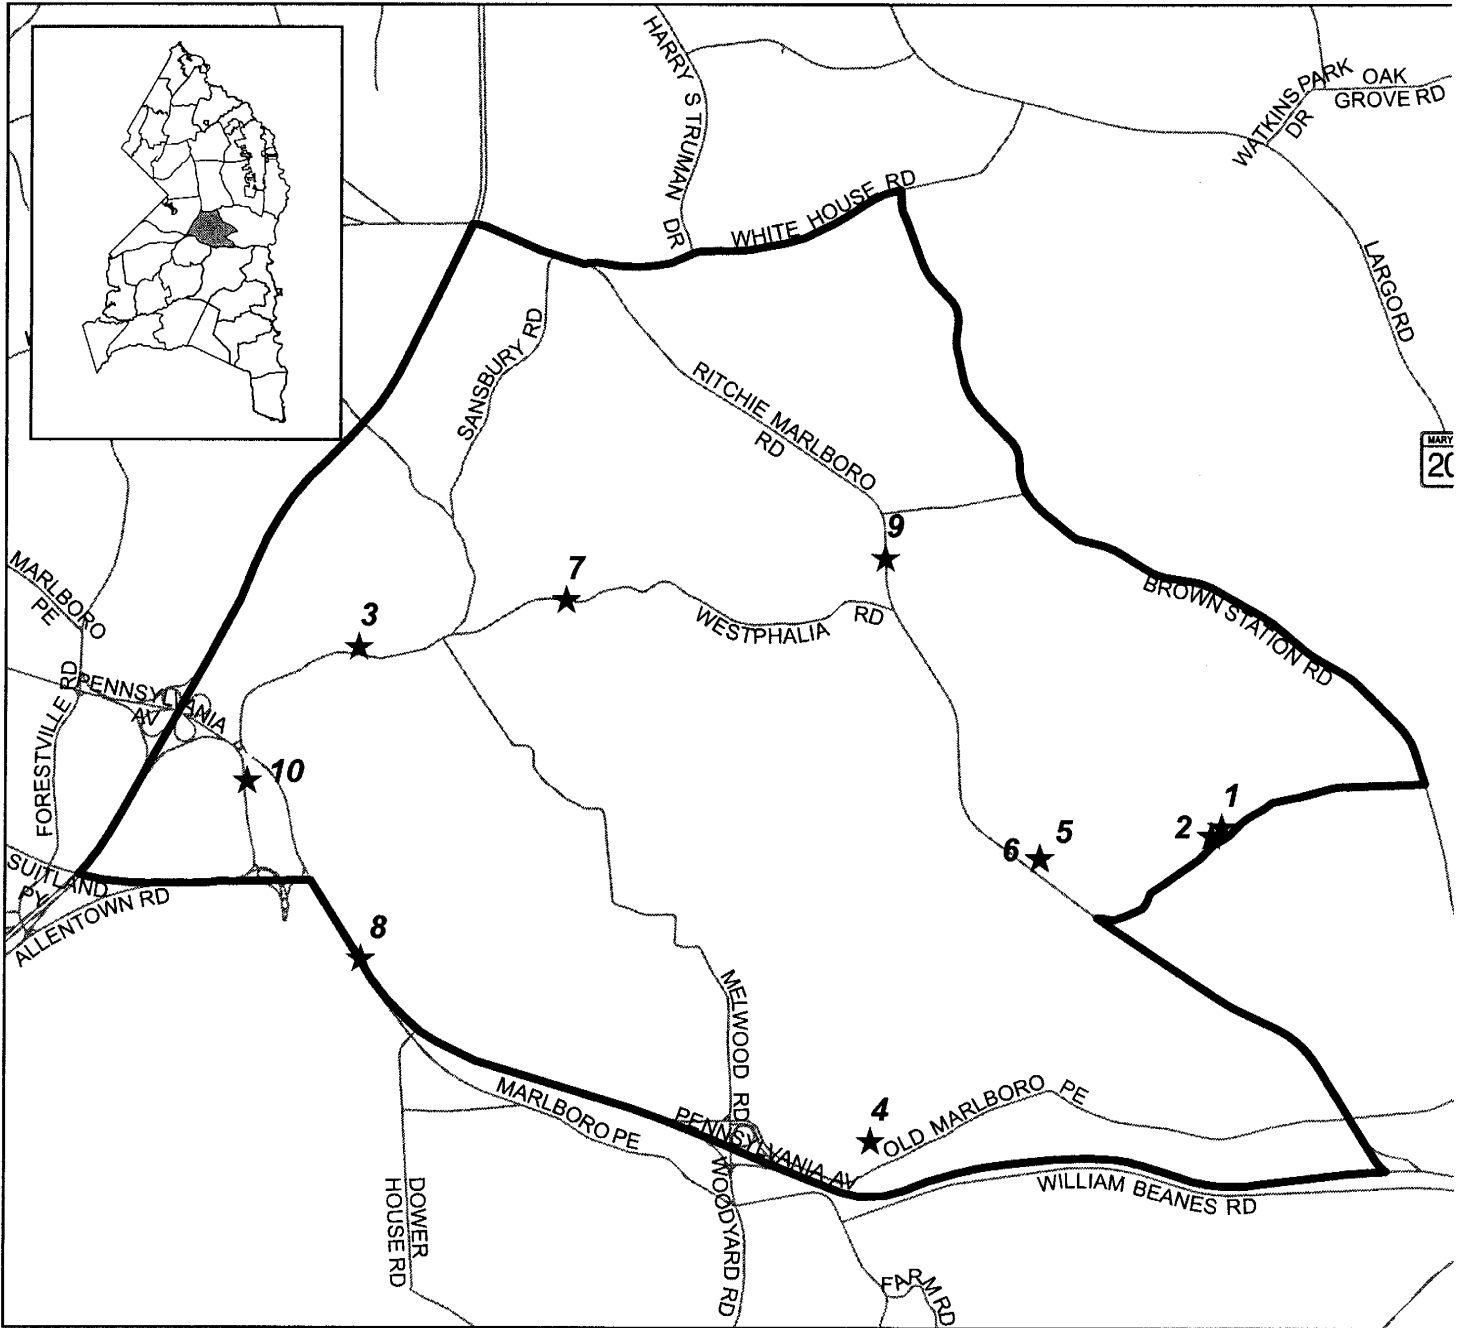 HARRY S TRUMAN DR
WATKINS PARK
DR
OAK
GROVE RD
WHITE HOUSE RD
LARGO RD
SANSBURY RD
RITCHIE MARLBORO
RD
MARY
20
9
7
3
MARLBORO
PE
WESTPHALIA RD
BROWN STATION RD
PENNSYLVANIA
AV
FORESTVILLE RD
10
1
2
5
6
SUITLAND
PY
ALLENTOWN RD
8
MELWOOD RD
MARLBORO PE
PENNSYLVANIA AV
4
OLD MARLBORO PE
WILLIAM BEANES RD
DOWER
HOUSE RD
WOODYARD RD
FARM RD